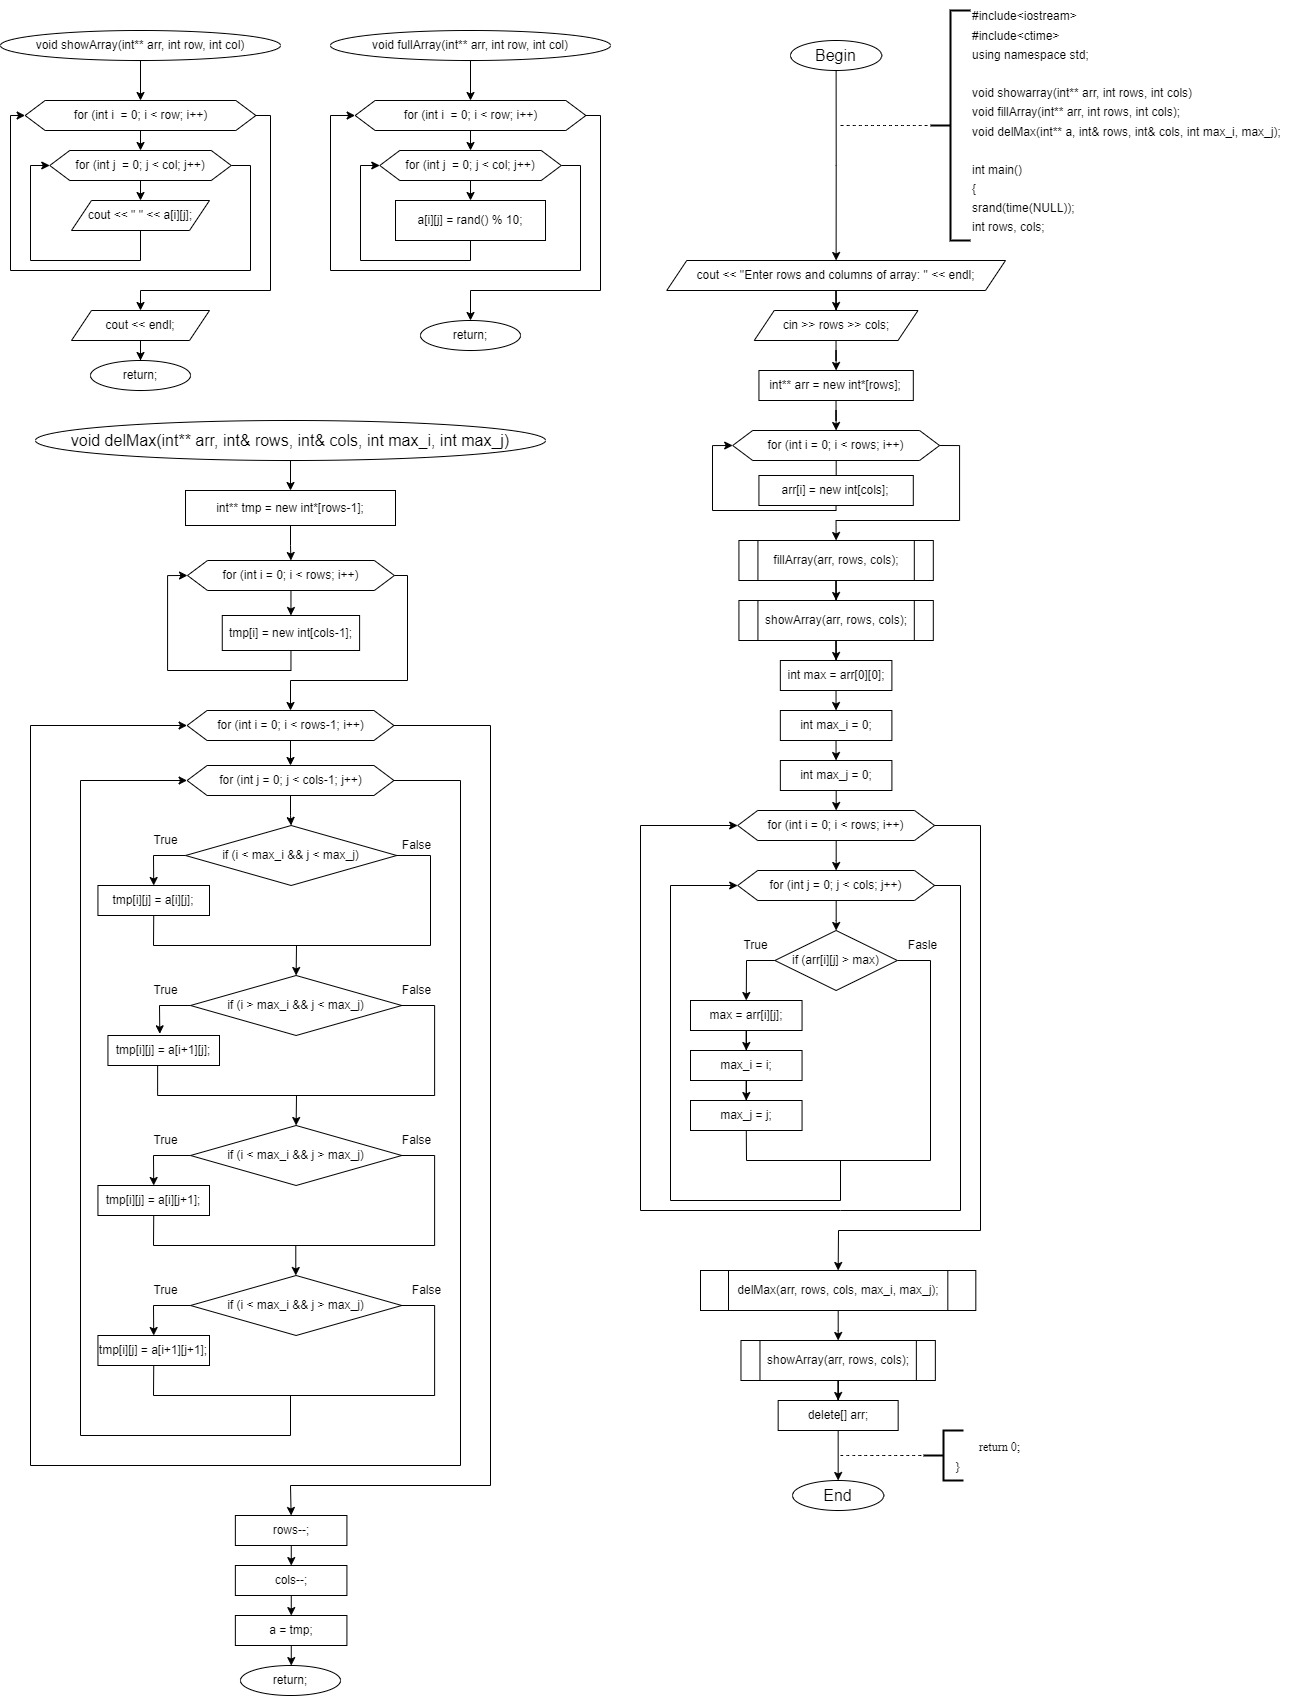 void showArray(int** arr, int row, int col)
for (int i  = 0; i < row; i++)
for (int j  = 0; j < col; j++)
cout << " " << a[i][j];
cout << endl;
return;
void fullArray(int** arr, int row, int col)
for (int i  = 0; i < row; i++)
for (int j  = 0; j < col; j++)
a[i][j] = rand() % 10;
return;
void delMax(int** arr, int& rows, int& cols, int max_i, int max_j)
int** tmp = new int*[rows-1];
for (int i = 0; i < rows; i++)
tmp[i] = new int[cols-1];
for (int i = 0; i < rows-1; i++)
for (int j = 0; j < cols-1; j++)
if (i < max_i && j < max_j)
True
False
tmp[i][j] = a[i][j];
if (i > max_i && j < max_j)
True
False
tmp[i][j] = a[i+1][j];
if (i < max_i && j > max_j)
True
False
tmp[i][j] = a[i][j+1];
if (i < max_i && j > max_j)
True
False
tmp[i][j] = a[i+1][j+1];
rows--;
cols--;
a = tmp;
return;
Begin
#include<iostream>
#include<ctime>
using namespace std;
void showarray(int** arr, int rows, int cols)
void fillArray(int** arr, int rows, int cols);
void delMax(int** a, int& rows, int& cols, int max_i, max_j);
int main()
{
srand(time(NULL));
int rows, cols;
cout << "Enter rows and columns of array: " << endl;
cin >> rows >> cols;
int** arr = new int*[rows];
for (int i = 0; i < rows; i++)
arr[i] = new int[cols];
fillArray(arr, rows, cols);
showArray(arr, rows, cols);
int max = arr[0][0];
int max_i = 0;
int max_j = 0;
for (int i = 0; i < rows; i++)
for (int j = 0; j < cols; j++)
if (arr[i][j] > max)
True
Fasle
max = arr[i][j];
max_i = i;
max_j = j;
delMax(arr, rows, cols, max_i, max_j);
showArray(arr, rows, cols);
delete[] arr;
return 0;
}
End